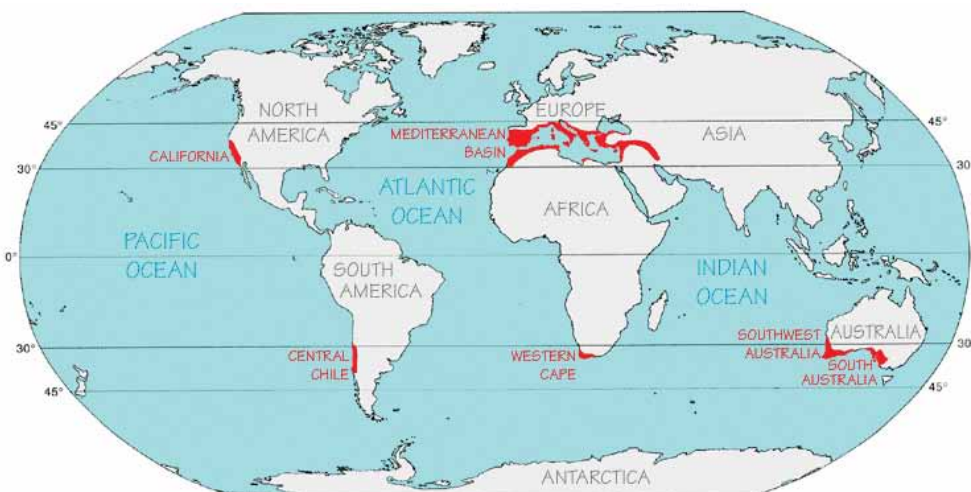 NORTH
AMERICA
EUROPE
ASIA
45°
45°
MEDITERRANEAN
BASIN
CALIFORNIA
30°
30°
ATLANTIC
OCEAN
AFRICA
PACIFIC
OCEAN
0°
0
SOUTH
AMERICA
INDIAN
OCEAN
30°
30
CENTRAL
CHILE
WESTERN
CAPE
SOUTHWEST
AUSTRALIA
AUSTRALIA
SOUTH
AUSTRALIA
45°
45°
ANTARCTICA